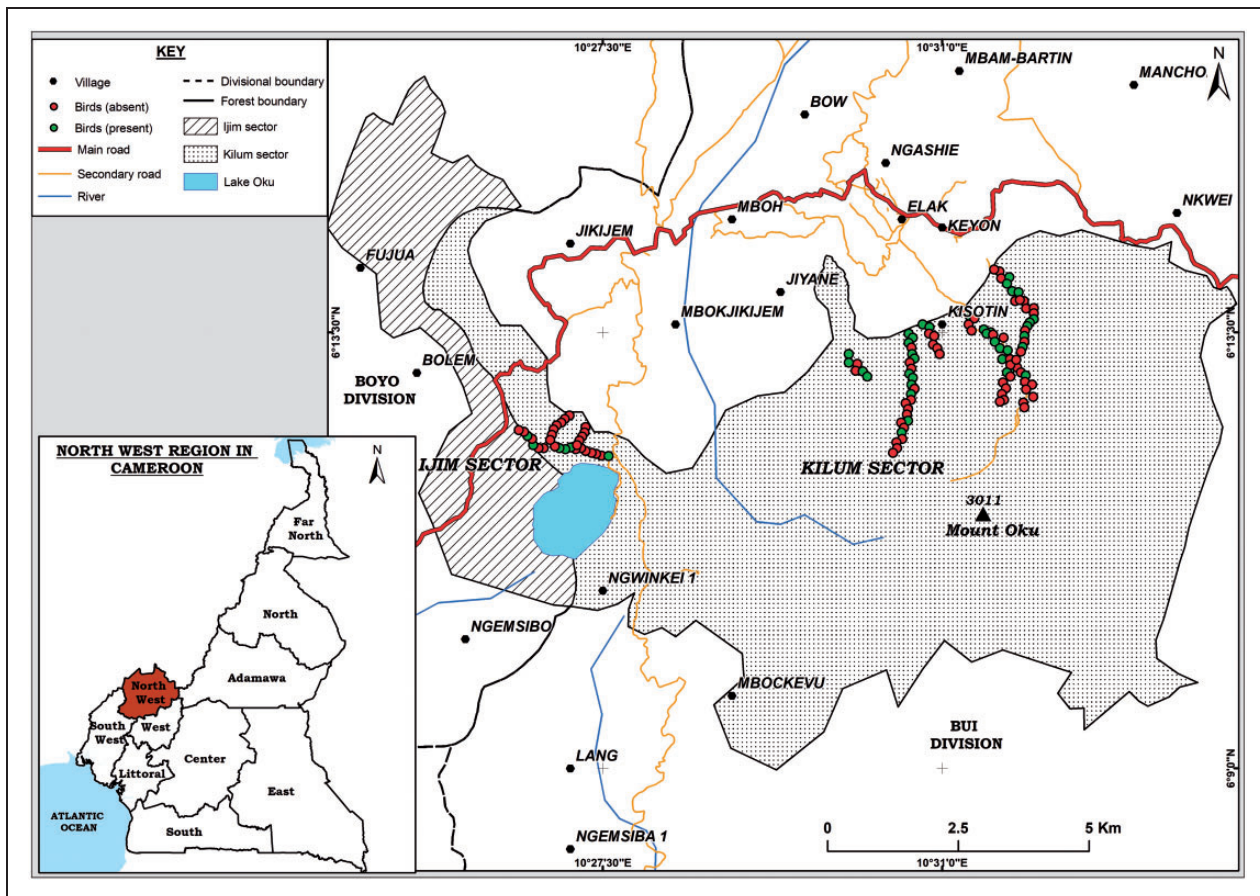 KEY
Village
Birds (absent)
Birds (present)
Main road
Secondary road
River
Divisional boundary
Forest boundary
Ijim sector
Kilum sector
Lake Oku
10°27'30"E
10°31'0"E
N
MBAM-BARTIN
MANCHO
BOW
NGASHIE
NKWEI
MBOH
ELAK
KEYON
JIKIJEM
FUJUA
JIYANE
MBOKJIKIJEM
KISOTIN
6°13'30"N
6°13'30"N
BOLEM
BOYO
DIVISION
IJIM SECTOR
KILUM SECTOR
3011
Mount Oku
NGWINKEI 1
NGEMSIBO
MBOCKEVU
BUI
DIVISION
LANG
6°9'0"N
NGEMSIBA 1
0 2.5 5 Km
10°27'30"E
10°31'0"E
NORTH WEST REGION IN
CAMEROON
N
Far
North
North
Adamawa
North
West
South
West
West
Center
Littoral
East
South
ATLANTIC
OCEAN